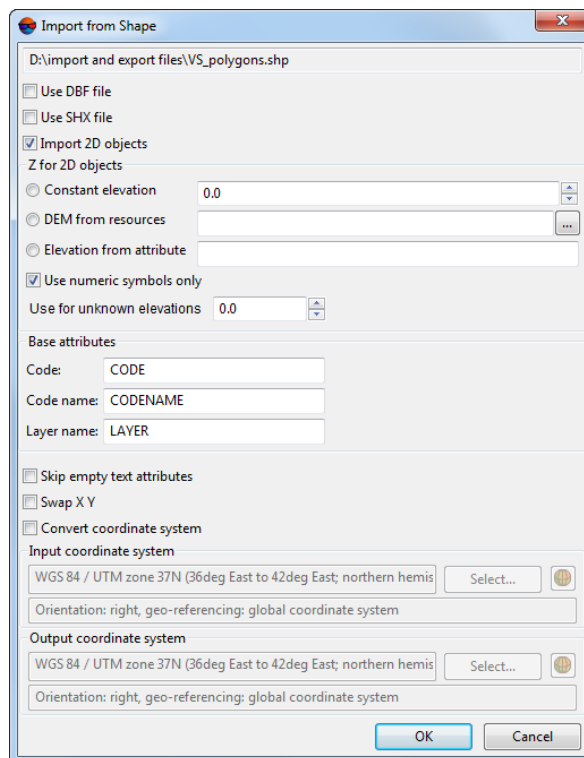 Import from Shape
D:\import and export files\VS_polygons.shp
Use DBF file
Use SHX file
Import 2D objects
Z for 2D objects
Constant elevation 0.0
DEM from resources ...
Elevation from attribute
Use numeric symbols only
Use for unknown elevations 0.0
Base attributes
Code: CODE
Code name: CODENAME
Layer name: LAYER
Skip empty text attributes
Swap X Y
Convert coordinate system
Input coordinate system
WGS 84 / UTM zone 37N (36deg East to 42deg East; northern hemis Select...
Orientation: right, geo-referencing: global coordinate system
Output coordinate system
WGS 84 / UTM zone 37N (36deg East to 42deg East; northern hemis Select...
Orientation: right, geo-referencing: global coordinate system
OK Cancel